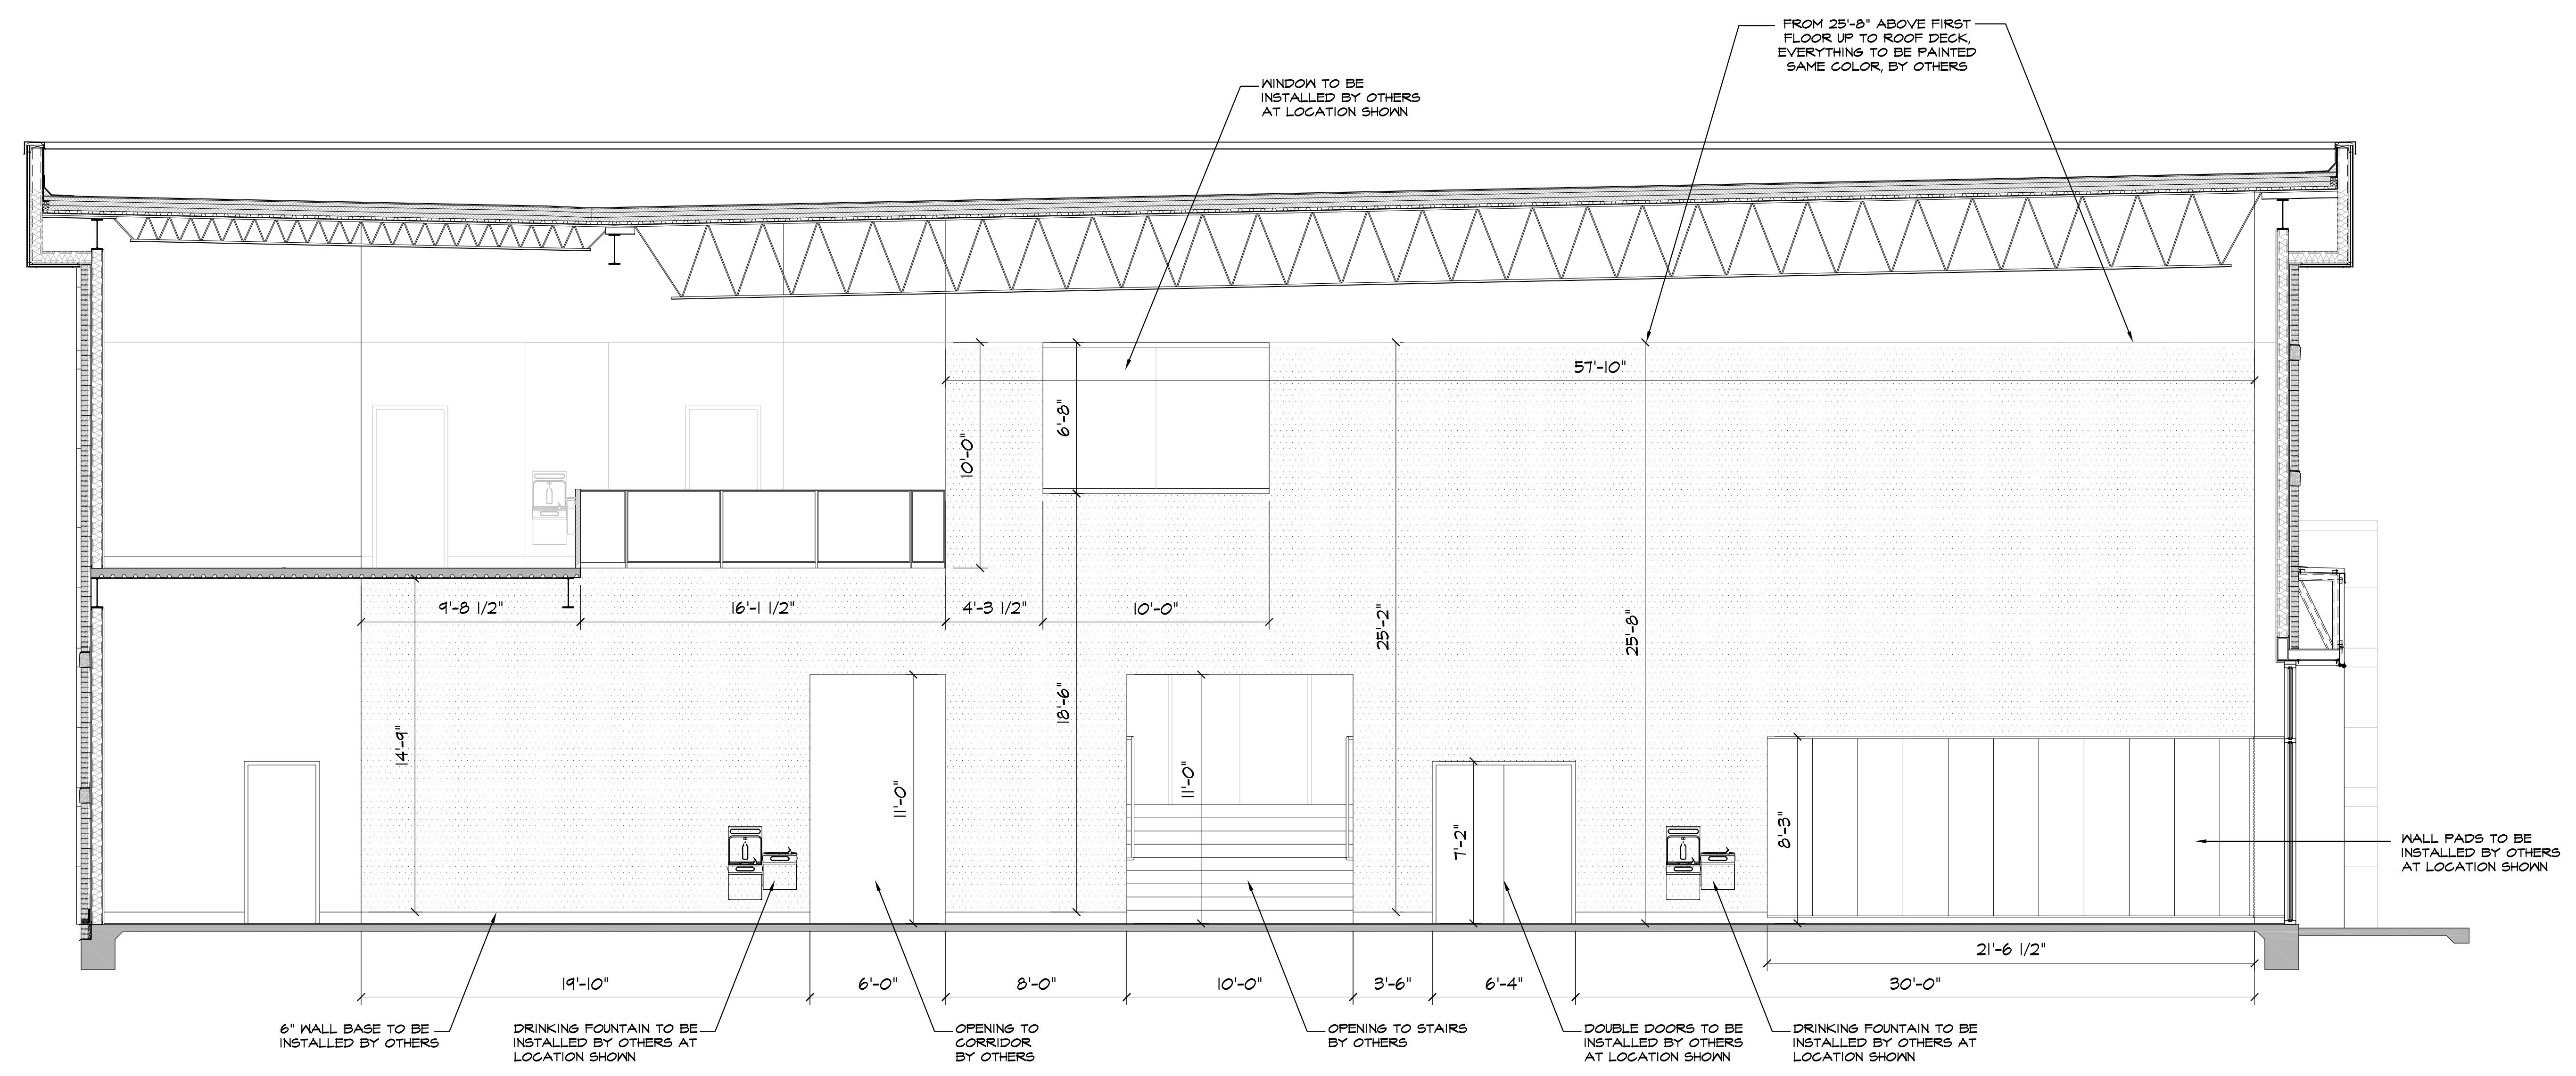 FROM 25'-8" ABOVE FIRST
FLOOR UP TO ROOF DECK,
EVERYTHING TO BE PAINTED
SAME COLOR, BY OTHERS
WINDOW TO BE
INSTALLED BY OTHERS
AT LOCATION SHOWN
57'-10"
6'-8"
10'-0"
9'-8 1/2"
16'-1 1/2"
4'-3 1/2"
10'-0"
25'-2"
25'-8"
18'-6"
14'-9"
11'-0"
11'-0"
7'-2"
8'-3"
WALL PADS TO BE
INSTALLED BY OTHERS
AT LOCATION SHOWN
21'-6 1/2"
19'-10"
6'-0"
8'-0"
10'-0"
3'-6"
6'-4"
30'-0"
6" WALL BASE TO BE
INSTALLED BY OTHERS
DRINKING FOUNTAIN TO BE
INSTALLED BY OTHERS AT
LOCATION SHOWN
OPENING TO
CORRIDOR
BY OTHERS
OPENING TO STAIRS
BY OTHERS
DOUBLE DOORS TO BE
INSTALLED BY OTHERS
AT LOCATION SHOWN
DRINKING FOUNTAIN TO BE
INSTALLED BY OTHERS AT
LOCATION SHOWN